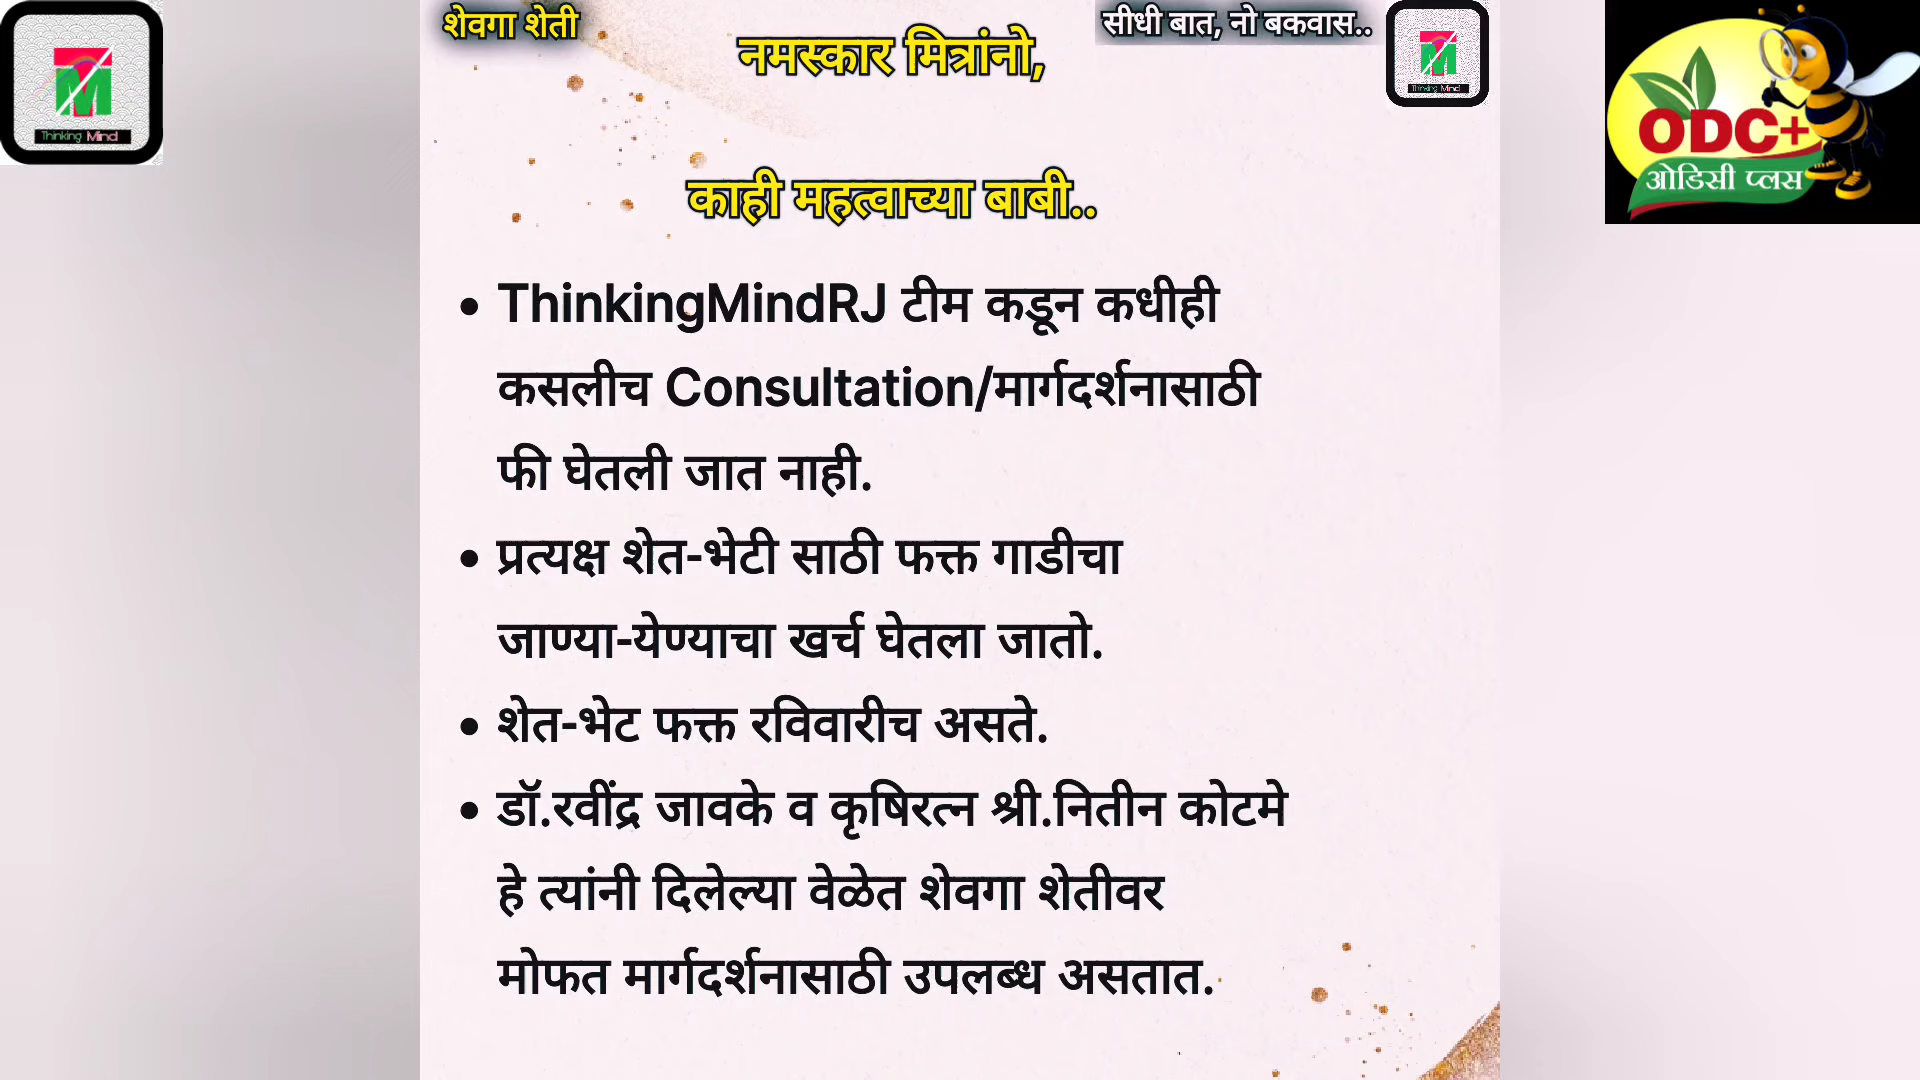 शेवगा शेती
सीधी बात, नो बकवास..
नमस्कार मित्रांनो,
Thinking Mind
Thinking Mind
ODC+
ओडिसी प्लस
काही महत्वाच्या बाबी..
• ThinkingMindRJ टीम कडून कधीही
कसलीच Consultation/मार्गदर्शनासाठी
फी घेतली जात नाही.
• प्रत्यक्ष शेत-भेटी साठी फक्त गाडीचा
जाण्या-येण्याचा खर्च घेतला जातो.
• शेत-भेट फक्त रविवारीच असते.
• डॉ.रवींद्र जावके व कृषिरत्न श्री.नितीन कोटमे
हे त्यांनी दिलेल्या वेळेत शेवगा शेतीवर
मोफत मार्गदर्शनासाठी उपलब्ध असतात.